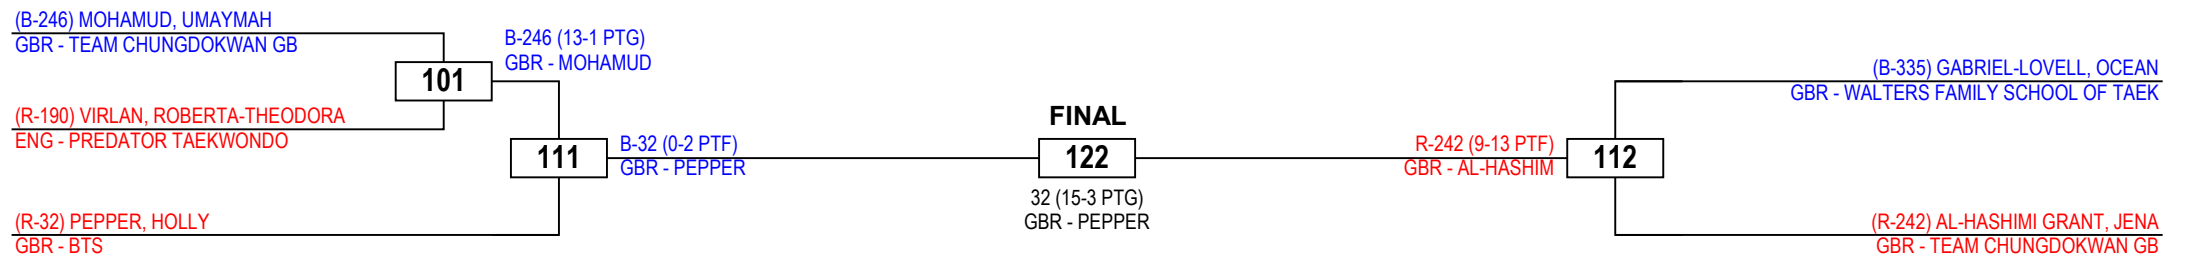 (B-246) MOHAMUD, UMAYMAH
GBR - TEAM CHUNGDOKWAN GB
B-246 (13-1 PTG)
GBR - MOHAMUD
101
(R-190) VIRLAN, ROBERTA-THEODORA
ENG - PREDATOR TAEKWONDO
111
B-32 (0-2 PTF)
GBR - PEPPER
(R-32) PEPPER, HOLLY
GBR - BTS
FINAL
122
32 (15-3 PTG)
GBR - PEPPER
(B-335) GABRIEL-LOVELL, OCEAN
GBR - WALTERS FAMILY SCHOOL OF TAEK
R-242 (9-13 PTF)
GBR - AL-HASHIM
112
(R-242) AL-HASHIMI GRANT, JENA
GBR - TEAM CHUNGDOKWAN GB